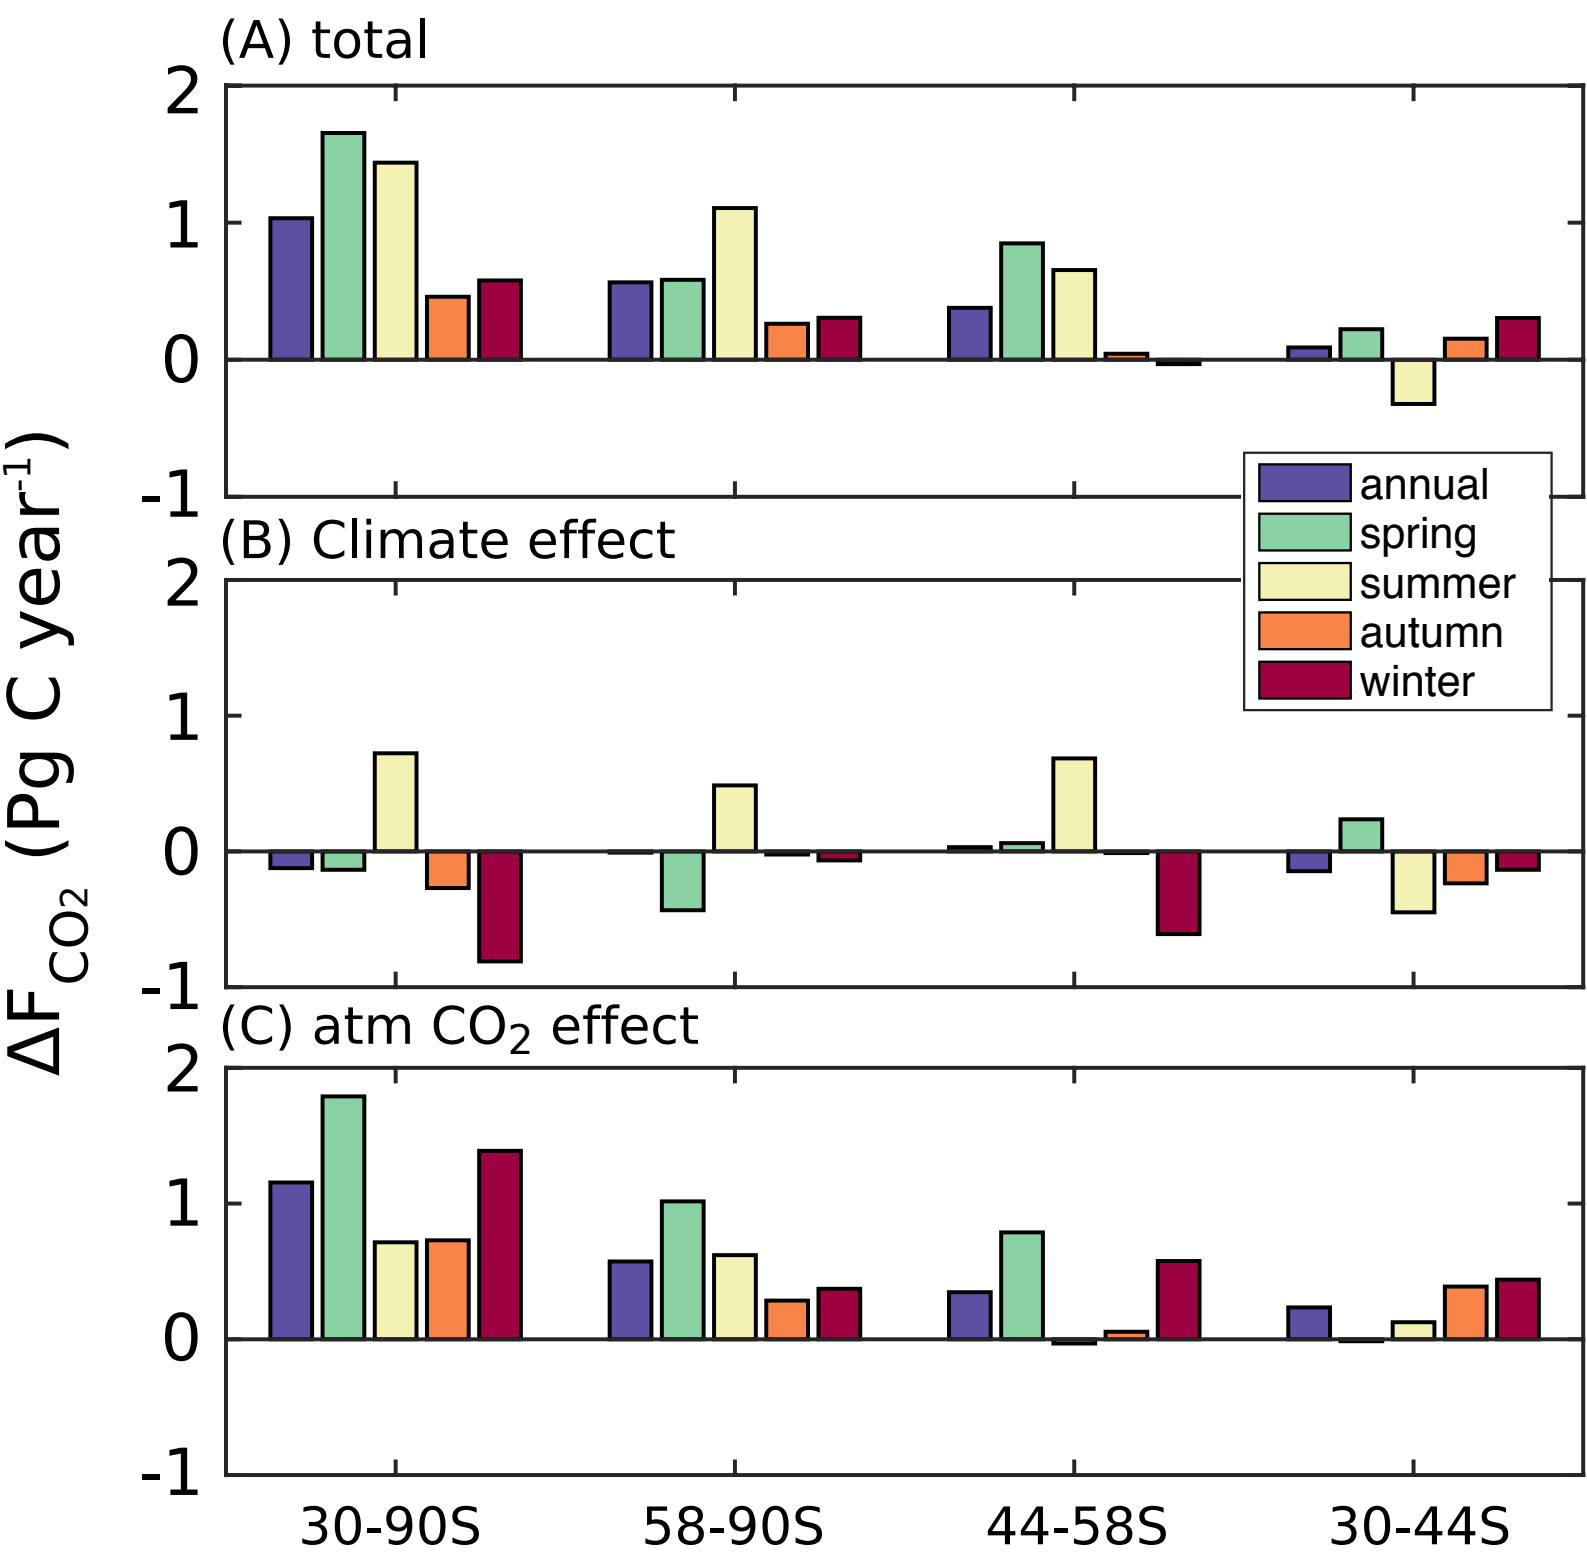 (A) total
2
1
0
-1
(B) Climate effect
2
1
0
-1
(C) atm CO2 effect
2
1
0
-1
ΔFCO2 (Pg C year-1)
annual
spring
summer
autumn
winter
30-90S 58-90S 44-58S 30-44S